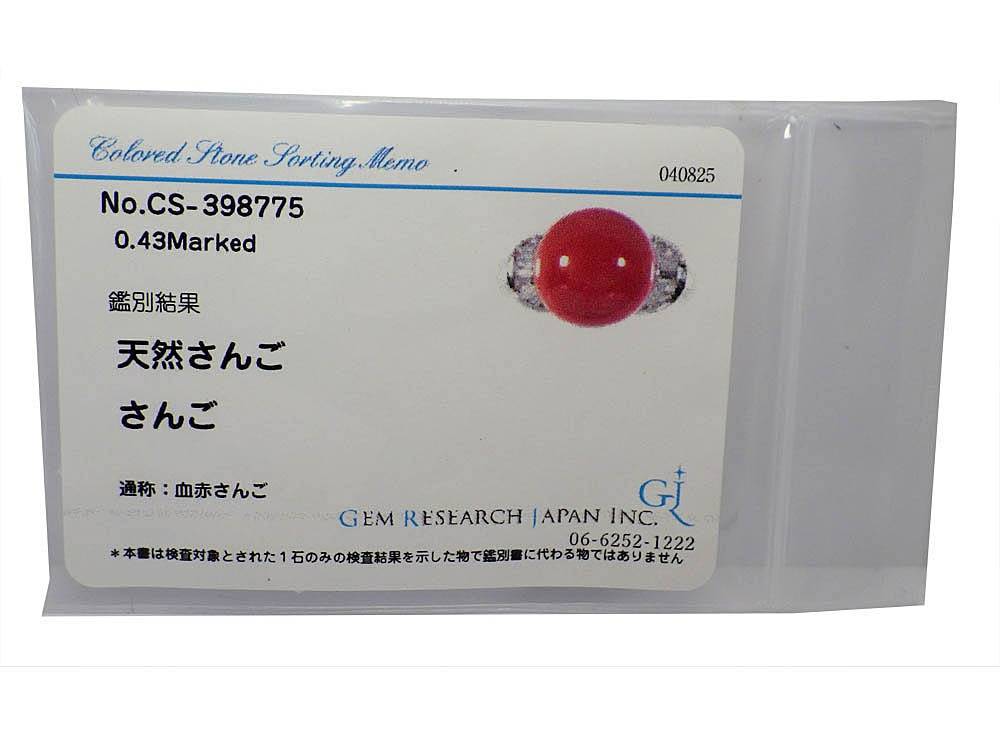 Colored Stone Sorting Memo
040825
No.CS-398775
0.43Marked
鑑別結果
天然さんご
さんご
通称：血赤さんご
GJ
GEM RESEARCH JAPAN INC.
06-6252-1222
＊本書は検査対象とされた１石のみの検査結果を示した物で鑑別書に代わる物ではありません